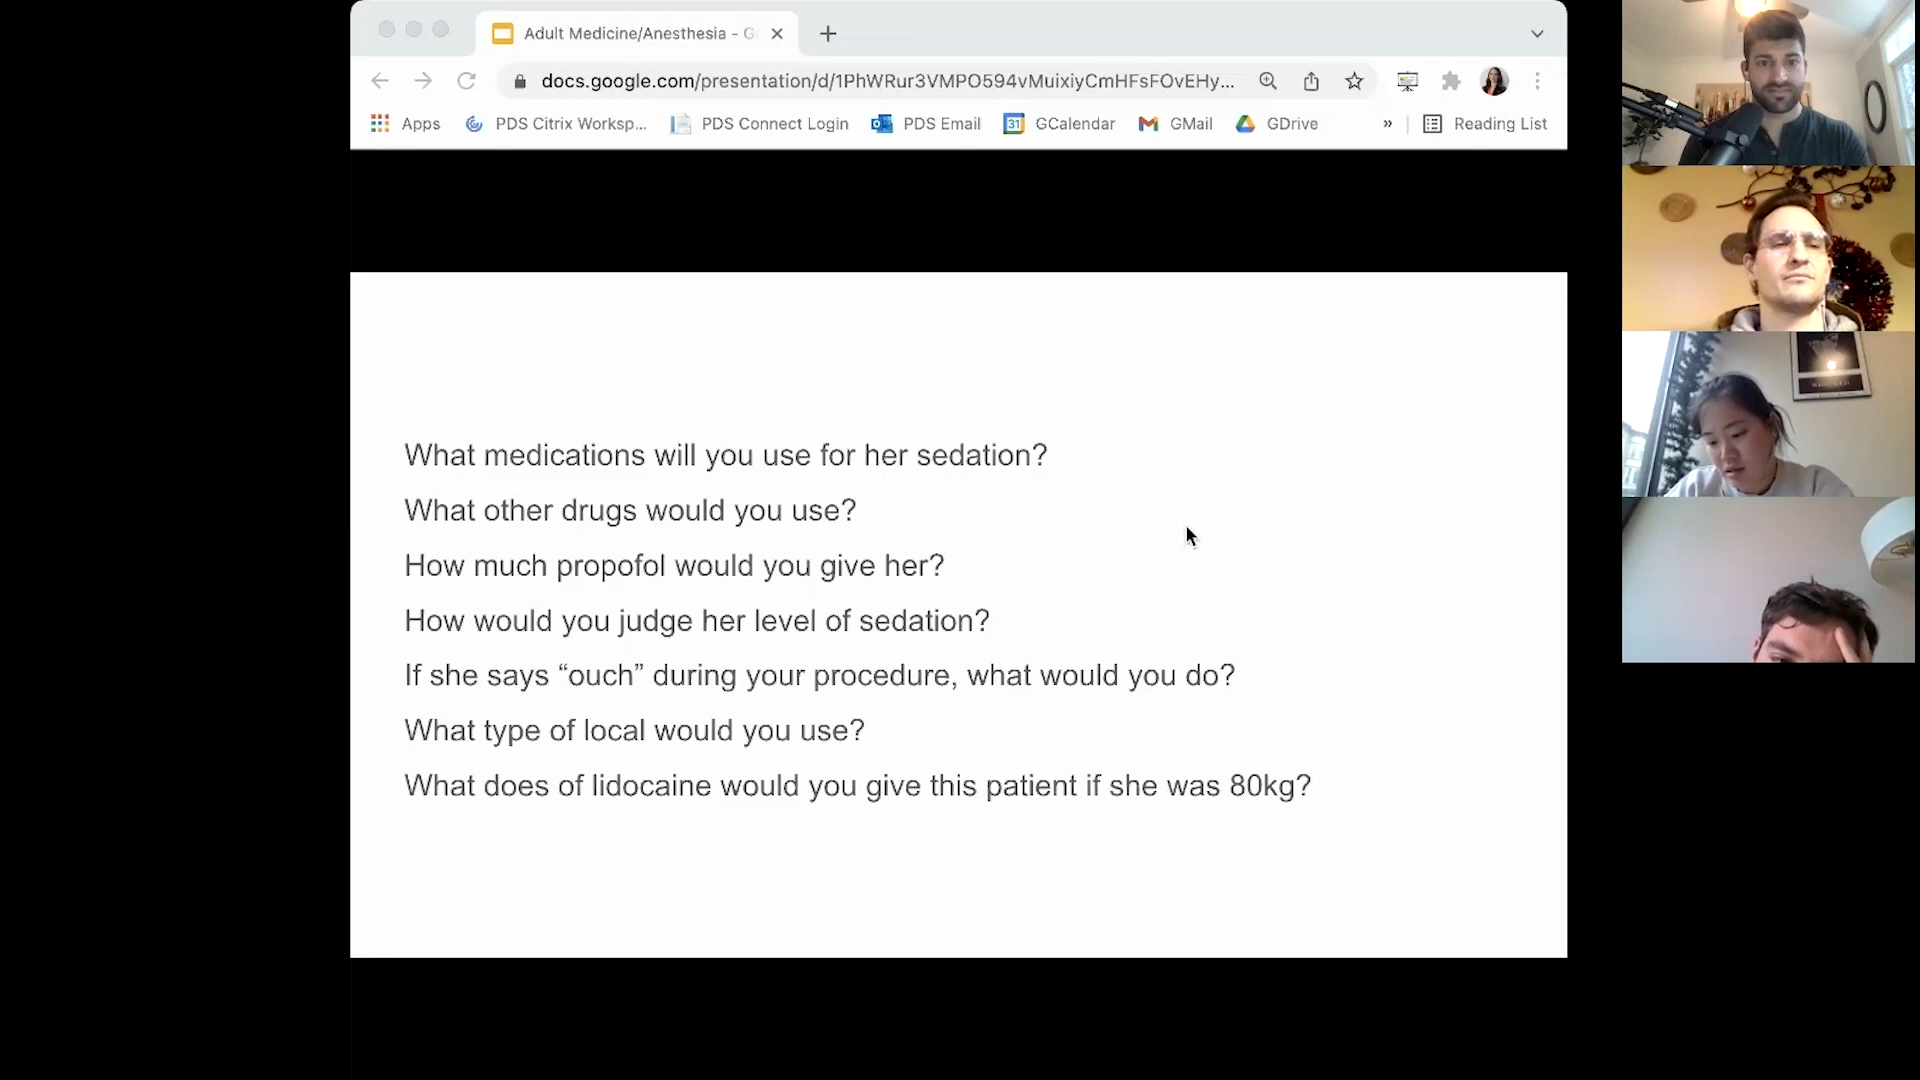 Adult Medicine/Anesthesia - G
docs.google.com/presentation/d/1PhWRur3VMPO594vMuixiyCmHFsFOvEHy...
Apps PDS Citrix Worksp... PDS Connect Login PDS Email 31 GCalendar GMail GDrive » Reading List
What medications will you use for her sedation?
What other drugs would you use?
How much propofol would you give her?
How would you judge her level of sedation?
If she says “ouch” during your procedure, what would you do?
What type of local would you use?
What does of lidocaine would you give this patient if she was 80kg?